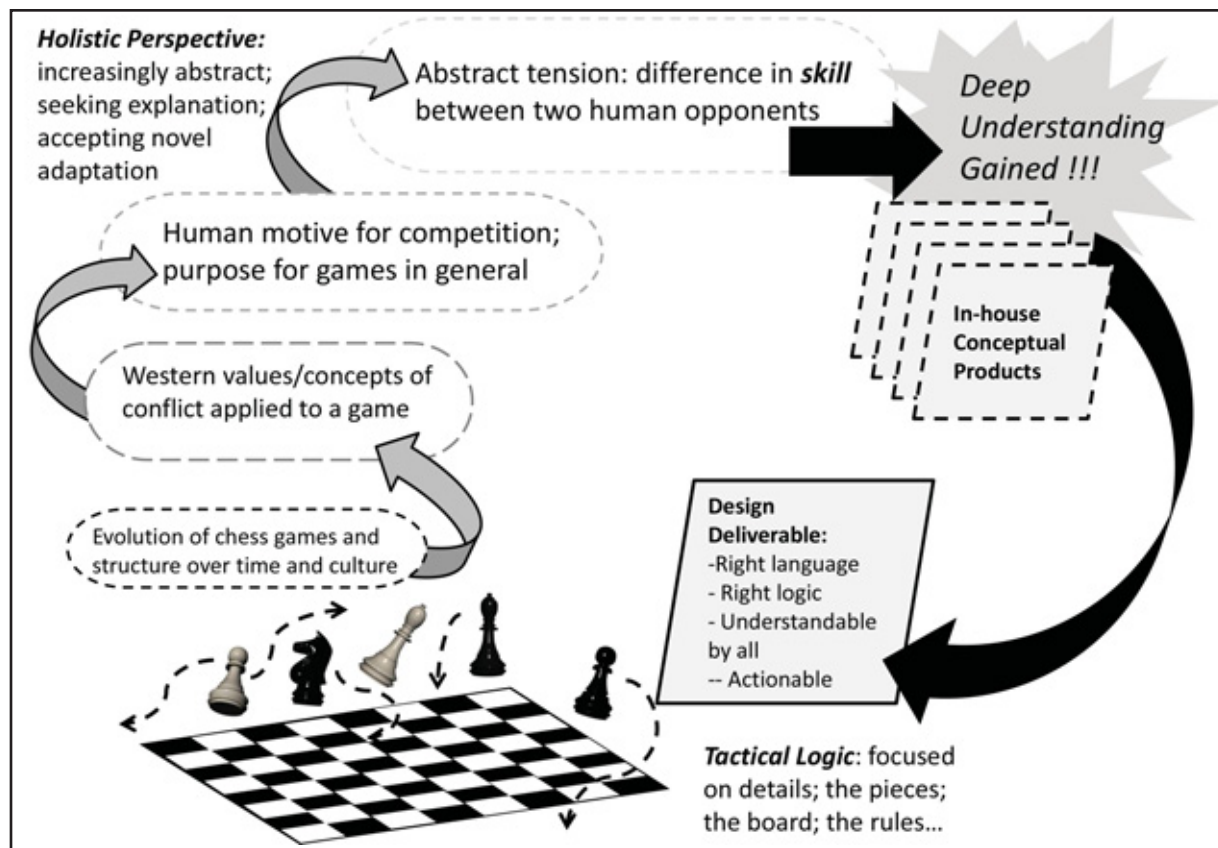 Holistic Perspective:
increasingly abstract;
seeking explanation;
accepting novel
adaptation
Abstract tension: difference in skill
between two human opponents
Deep
Understanding
Gained !!!
Human motive for competition;
purpose for games in general
In-house
Conceptual
Products
Western values/concepts of
conflict applied to a game
Evolution of chess games and
structure over time and culture
Design
Deliverable:
-Right language
- Right logic
- Understandable
by all
-- Actionable
Tactical Logic: focused
on details; the pieces;
the board; the rules…